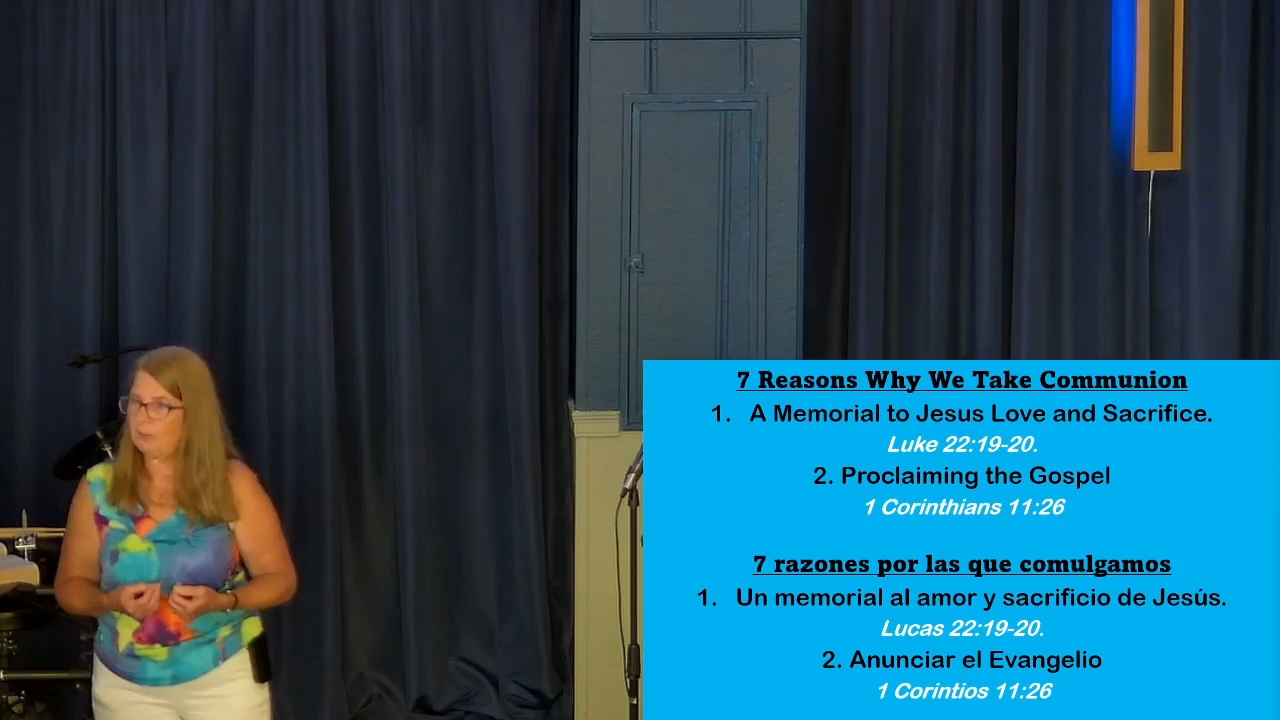 7 Reasons Why We Take Communion
1. A Memorial to Jesus Love and Sacrifice.
Luke 22:19-20.
2. Proclaiming the Gospel
1 Corinthians 11:26
7 razones por las que comulgamos
1. Un memorial al amor y sacrificio de Jesús.
Lucas 22:19-20.
2. Anunciar el Evangelio
1 Corintios 11:26